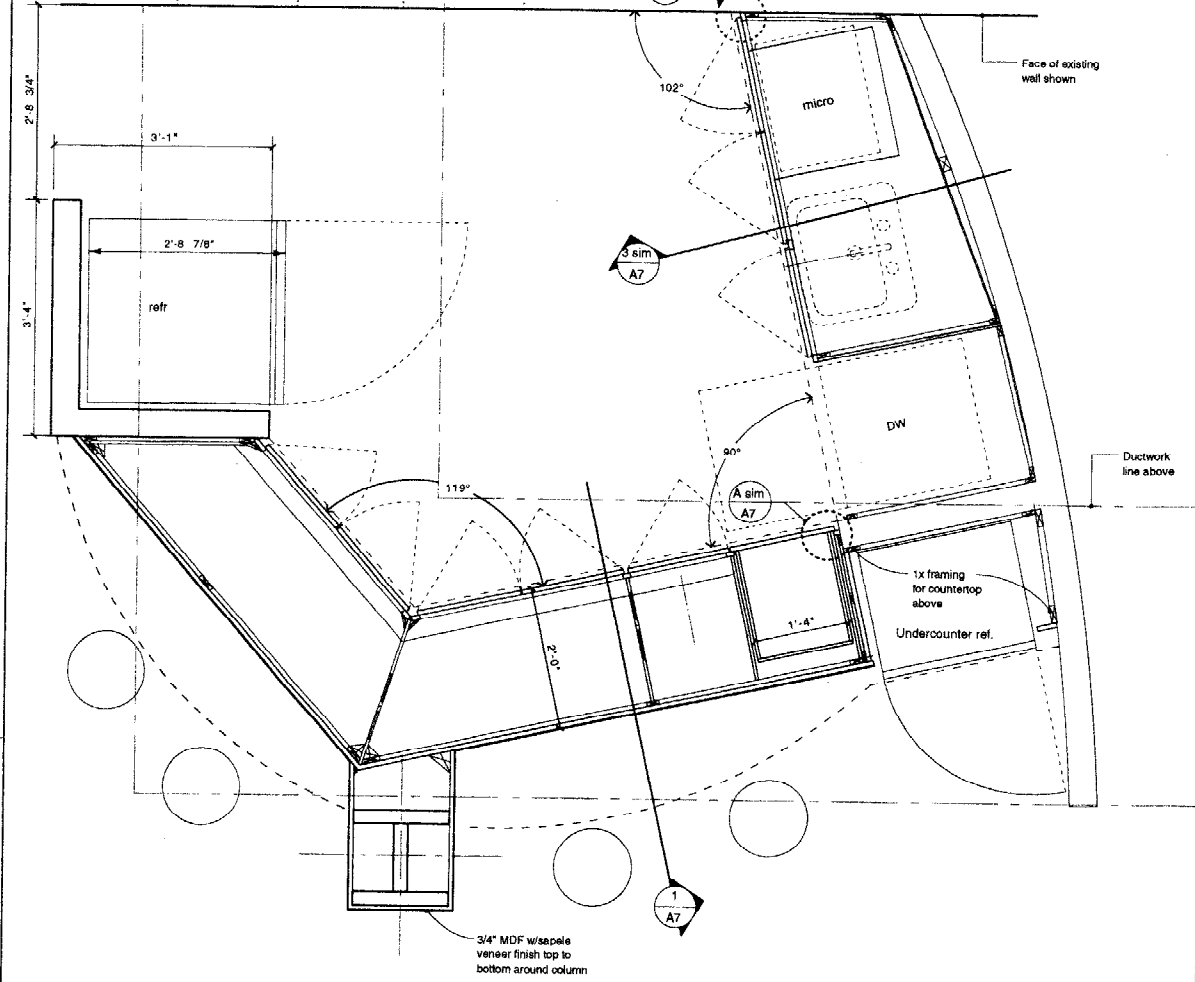 Face of existing
wall shown
102°
micro
2'-8 3/4"
3'-1"
2'-8 7/8"
3 sim
A7
refr
3'-4"
DW
90°
Ductwork
line above
119°
A sim
A7
1x framing
for countertop
above
1'-4"
Undercounter ref.
2'-0"
1
A7
3/4" MDF w/sapele
veneer finish top to
bottom around column